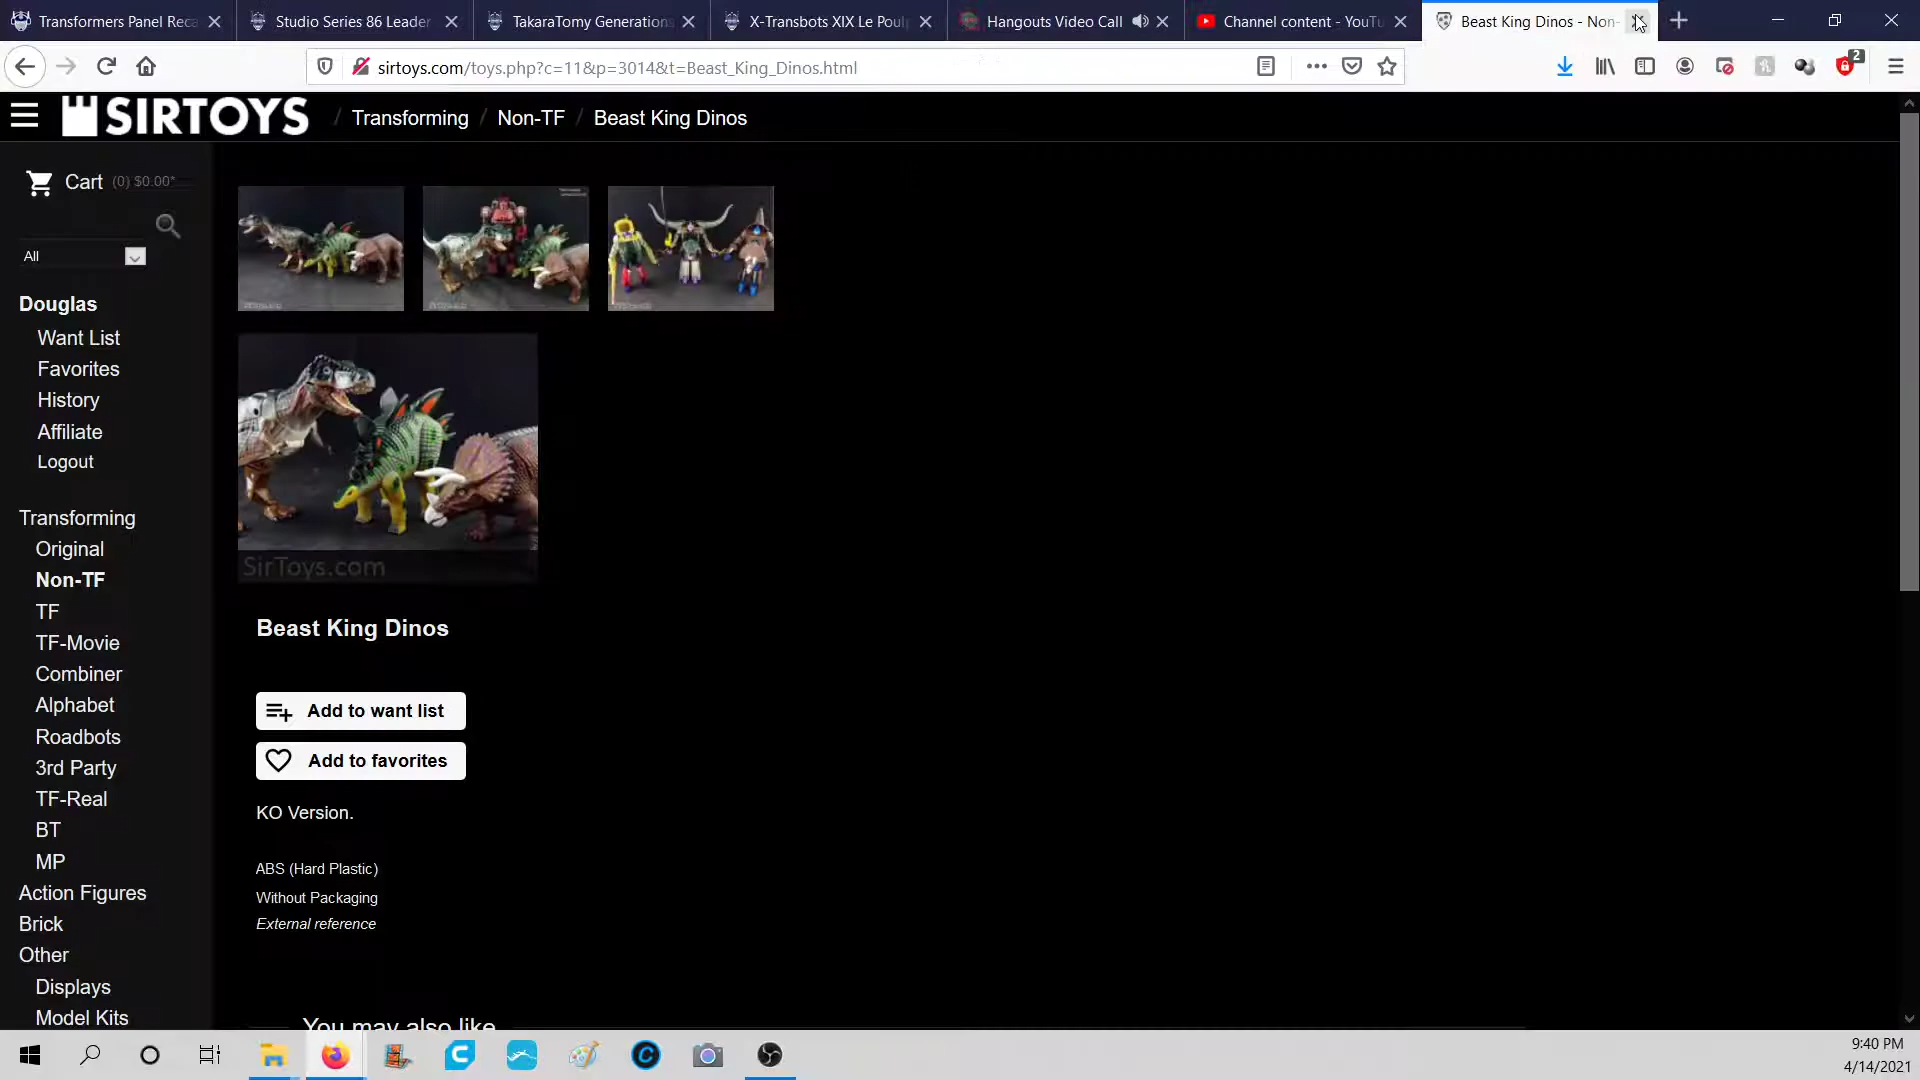 Transformers Panel Reca
Studio Series 86 Leader
TakaraTomy Generations
X-Transbots XIX Le Poul
Hangouts Video Call
Channel content - YouTu
Beast King Dinos - Non-
sirtoys.com/toys.php?c=11&p=3014&t=Beast_King_Dinos.html
2
SIRTOYS / Transforming / Non-TF / Beast King Dinos
Cart (0) $0.00*
All
Douglas
Want List
Favorites
History
Affiliate
Logout
Transforming
Original
Non-TF
TF
TF-Movie
Combiner
Alphabet
Roadbots
3rd Party
TF-Real
BT
MP
Action Figures
Brick
Other
Displays
Model Kits
SirToys.com
Beast King Dinos
Add to want list
Add to favorites
KO Version.
ABS (Hard Plastic)
Without Packaging
External reference
You may also like
9:40 PM
4/14/2021